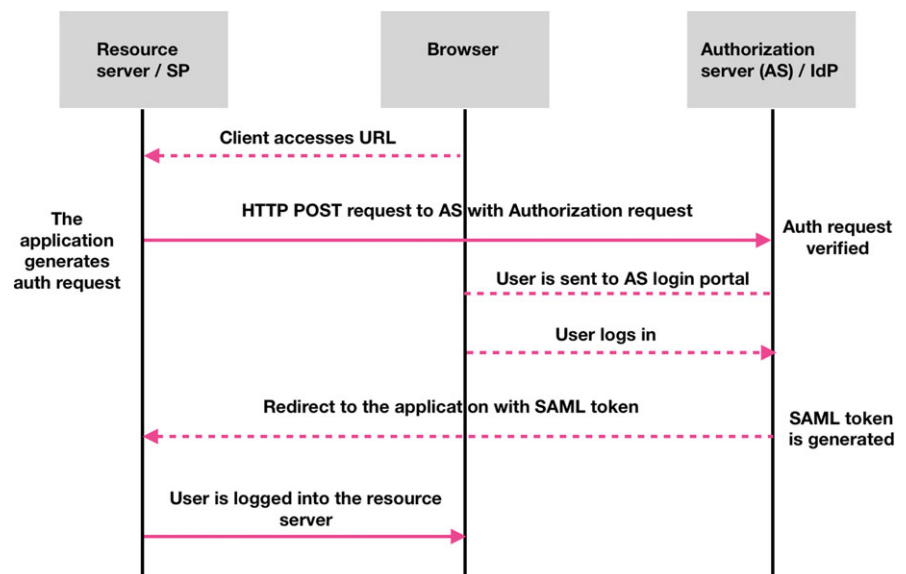 Resource
server / SP
Browser
Authorization
server (AS) / IdP
Client accesses URL
HTTP POST request to AS with Authorization request
The
application
generates
auth request
Auth request
verified
User is sent to AS login portal
User logs in
Redirect to the application with SAML token
SAML token
is generated
User is logged into the resource
server